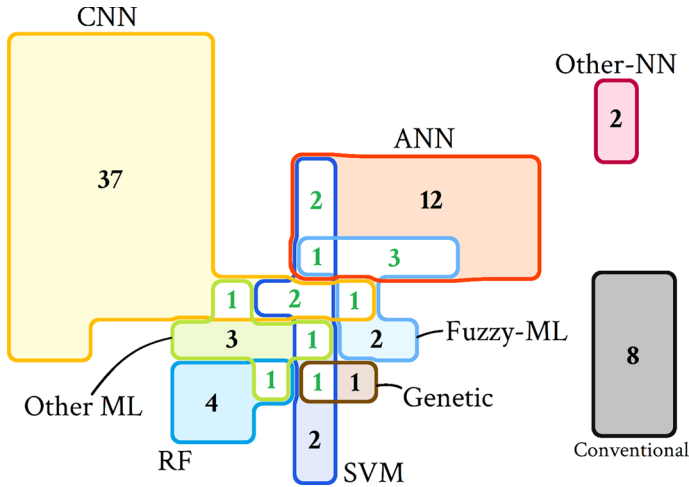 CNN
Other-NN
ANN
2
37
2
12
1
3
1
2
1
3
1
2
Fuzzy-ML
8
Other ML
4
1
1
1
Genetic
2
Conventional
RF
SVM